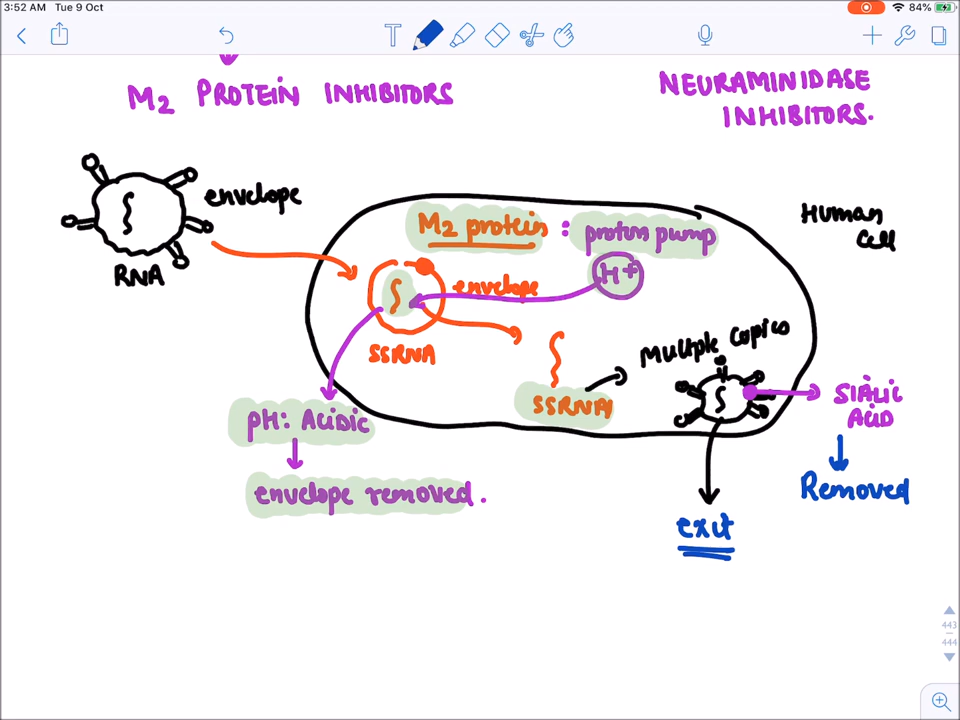 3:52 AM Tue 9 Oct
84%
M2 PROTEIN INHIBITORS
NEURAMINIDASE
INHIBITORS.
envelope
RNA
M2 protein : proton pump
H+
envelope
SSRNA
Human
Cell
Multiple Copies
SSRNA
SIALIC
ACID
pH: Acidic
Removed
envelope removed.
exit
443
444